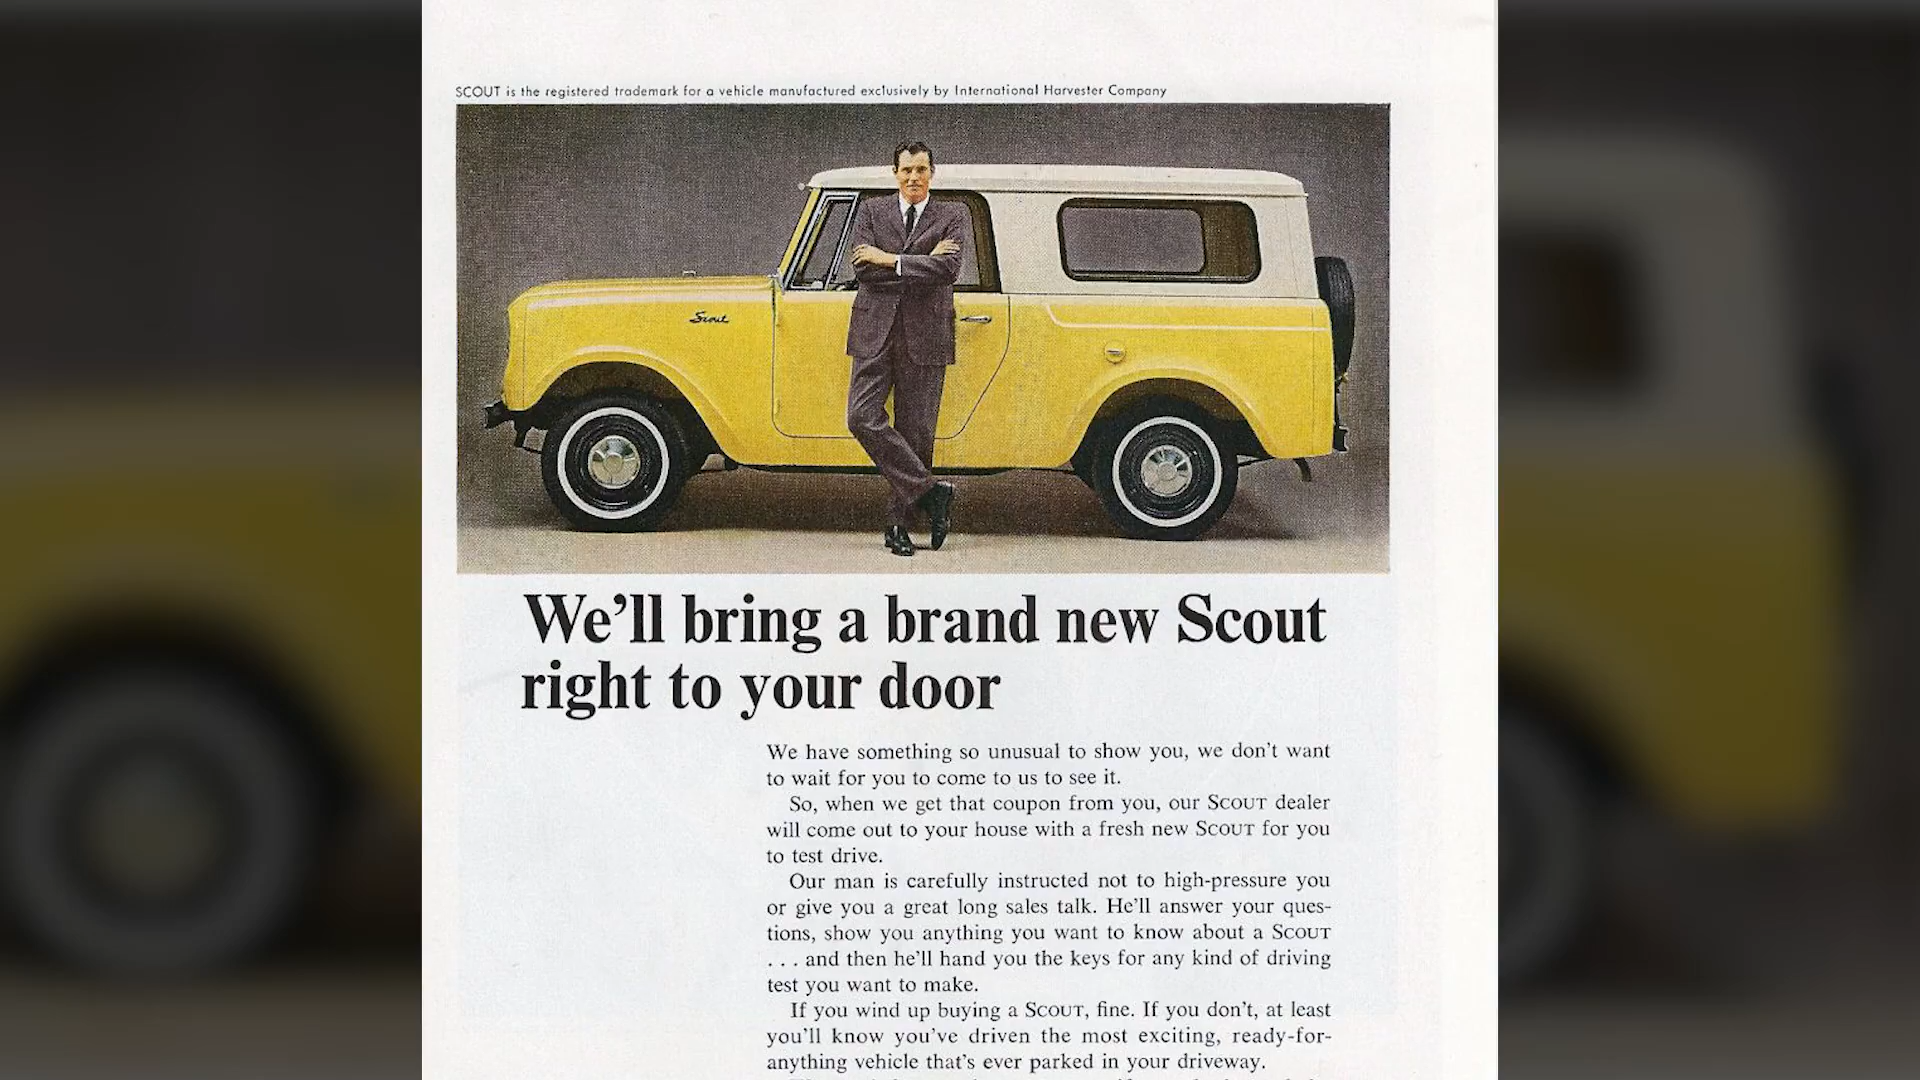 SCOUT is the registered trademark for a vehicle manufactured exclusively by International Harvester Company
Scout
We'll bring a brand new Scout
right to your door
We have something so unusual to show you, we don't want
to wait for you to come to us to see it.
So, when we get that coupon from you, our SCOUT dealer
will come out to your house with a fresh new SCOUT for you
to test drive.
Our man is carefully instructed not to high-pressure you
or give you a great long sales talk. He'll answer your ques-
tions, show you anything you want to know about a SCOUT
. . . and then he'll hand you the keys for any kind of driving
test you want to make.
If you wind up buying a SCOUT, fine. If you don't, at least
you'll know you've driven the most exciting, ready-for-
anything vehicle that's ever parked in your driveway.